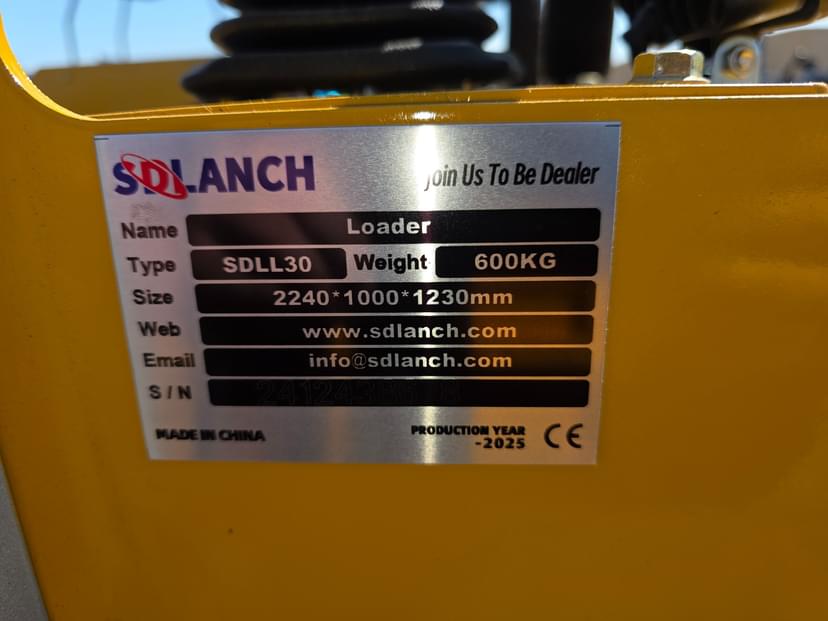 SDLANCH Join Us To Be Dealer
Name Loader
Type SDLL30 Weight 600KG
Size 2240*1000*1230mm
Web www.sdlanch.com
Email info@sdlanch.com
S/N
MADE IN CHINA PRODUCTION YEAR CE
-2025